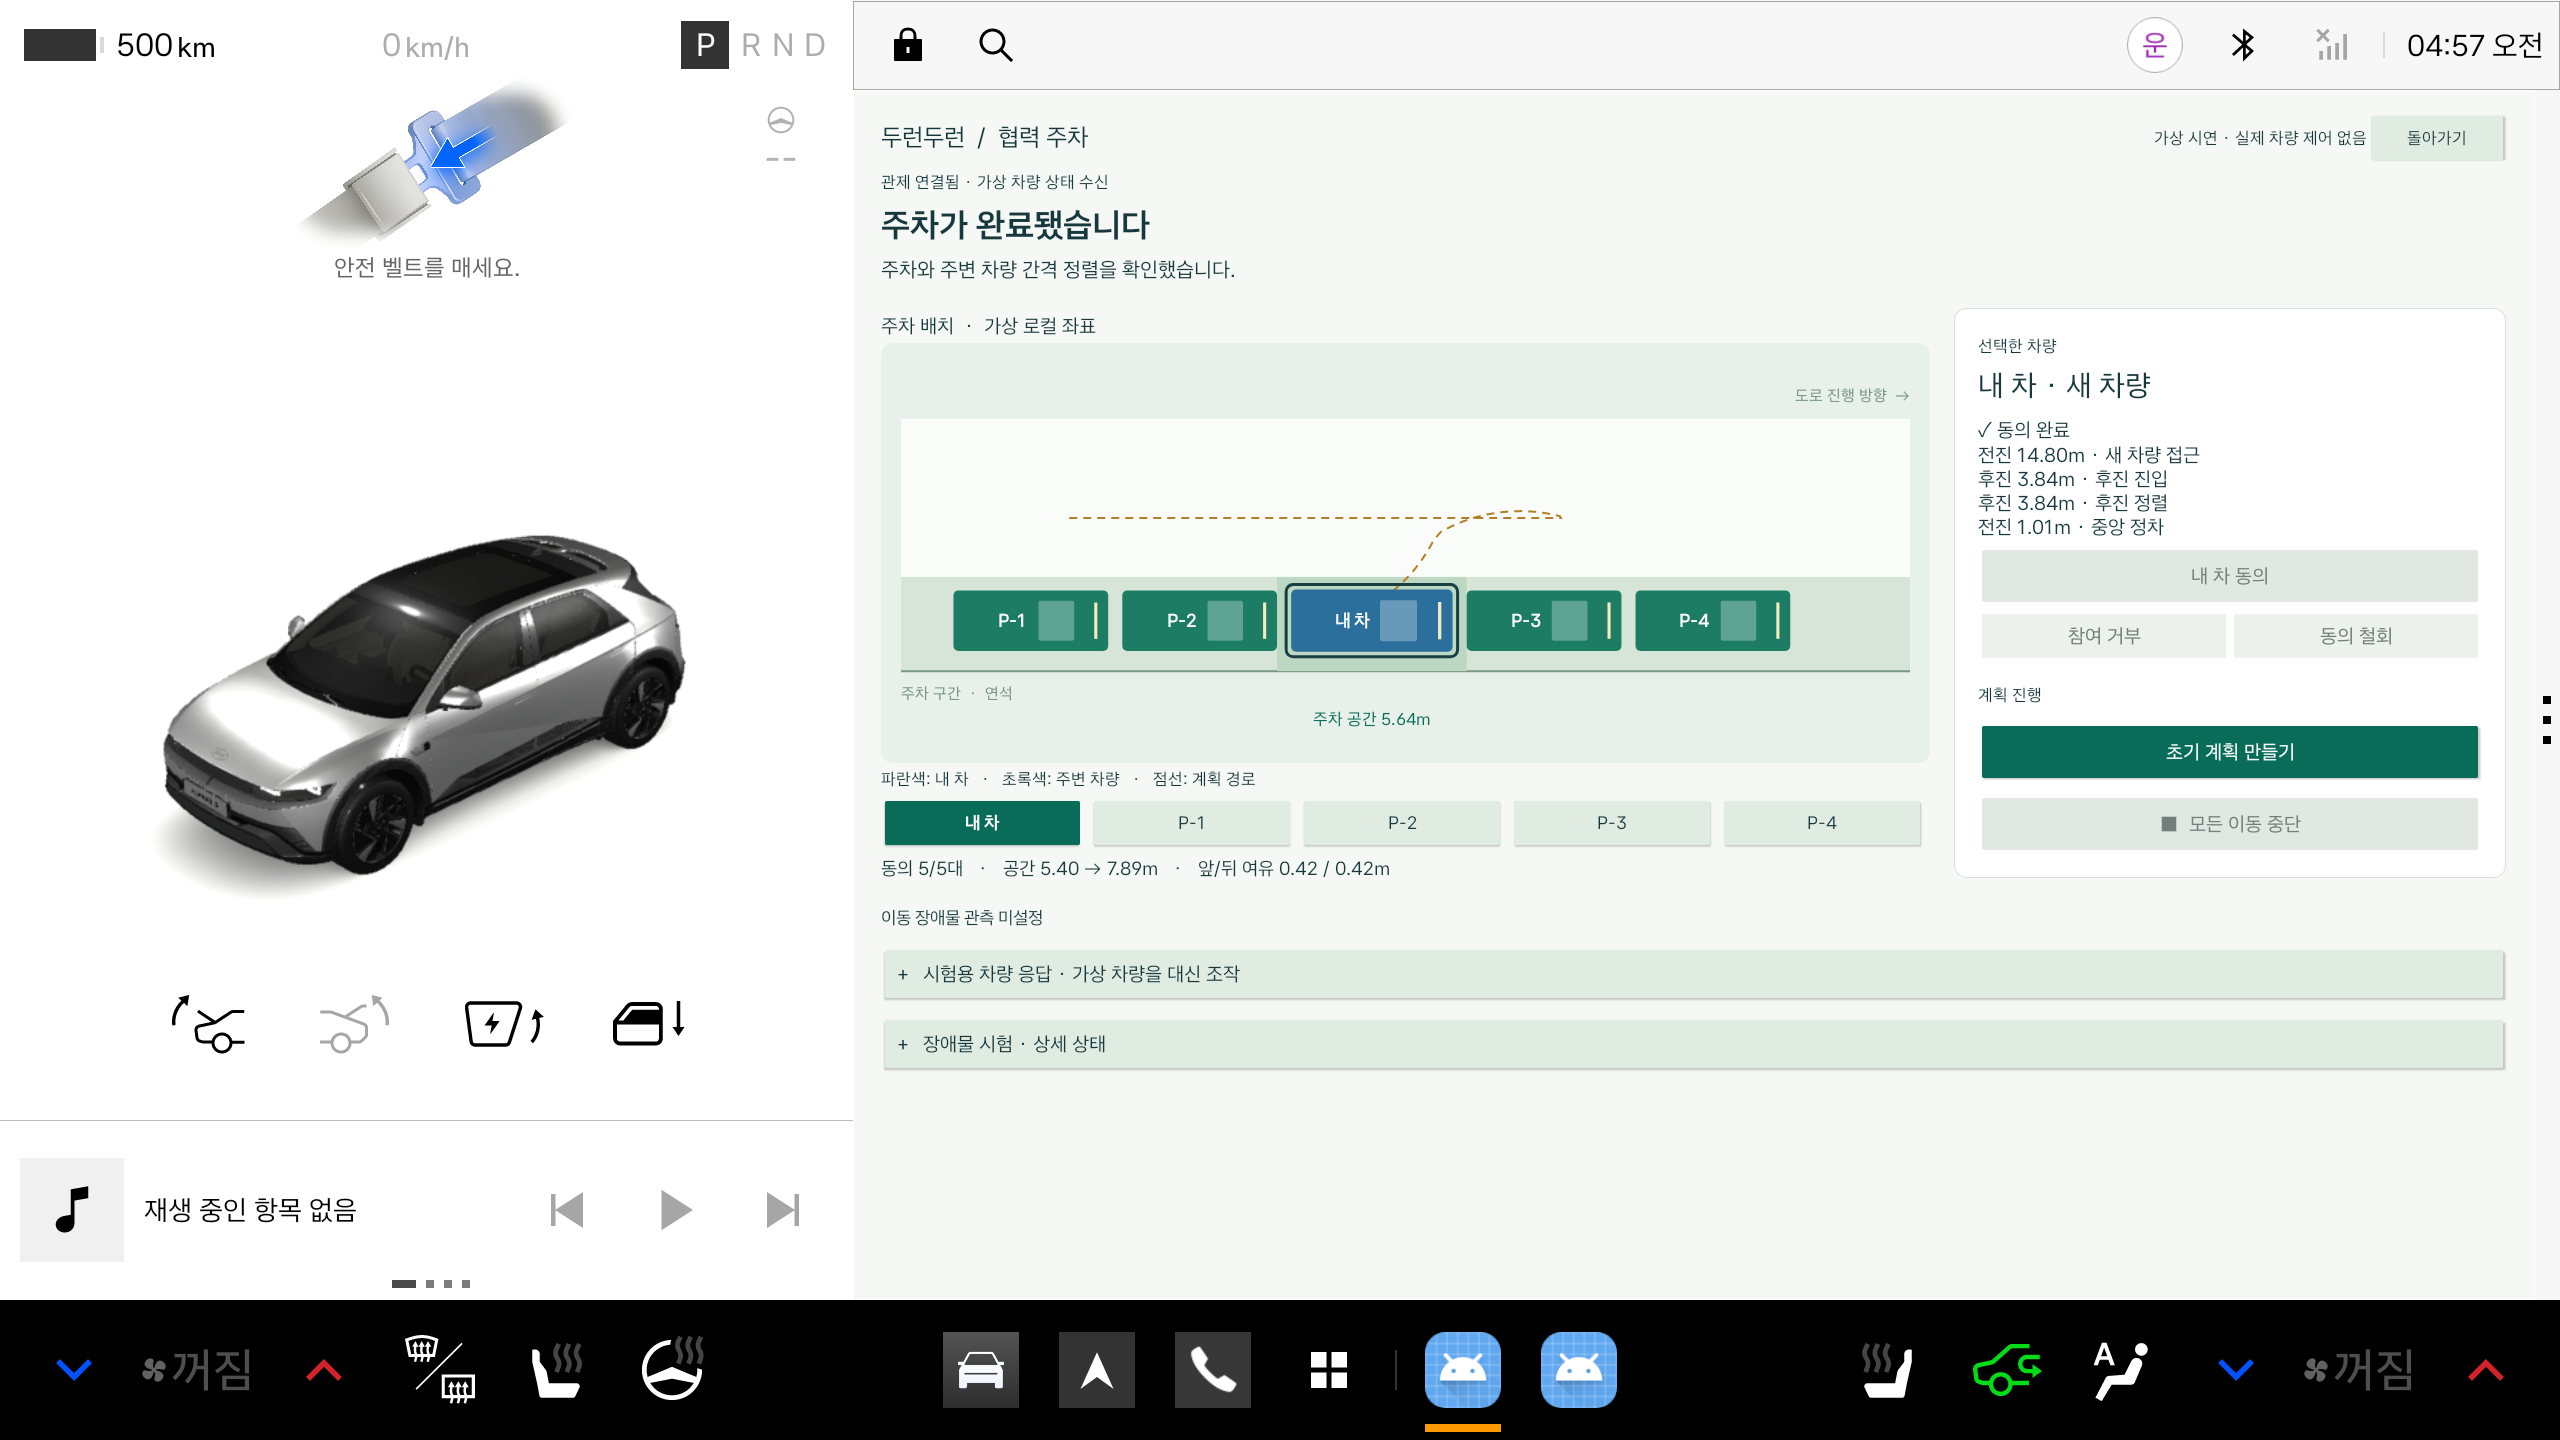 500 km
0 km/h
P R N D
운
04:57 오전
안전 벨트를 매세요.
재생 중인 항목 없음
두런두런 / 협력 주차
가상 시연 · 실제 차량 제어 없음
돌아가기
관제 연결됨 · 가상 차량 상태 수신
주차가 완료됐습니다
주차와 주변 차량 간격 정렬을 확인했습니다.
주차 배치 · 가상 로컬 좌표
도로 진행 방향 →
P-1
P-2
내 차
P-3
P-4
주차 구간 · 연석
주차 공간 5.64m
파란색: 내 차 · 초록색: 주변 차량 · 점선: 계획 경로
내 차
P-1
P-2
P-3
P-4
동의 5/5대 · 공간 5.40 → 7.89m · 앞/뒤 여유 0.42 / 0.42m
이동 장애물 관측 미설정
+ 시험용 차량 응답 · 가상 차량을 대신 조작
+ 장애물 시험 · 상세 상태
선택한 차량
내 차 · 새 차량
✓ 동의 완료
전진 14.80m · 새 차량 접근
후진 3.84m · 후진 진입
후진 3.84m · 후진 정렬
전진 1.01m · 중앙 정차
내 차 동의
참여 거부
동의 철회
계획 진행
초기 계획 만들기
■ 모든 이동 중단
꺼짐
A
꺼짐